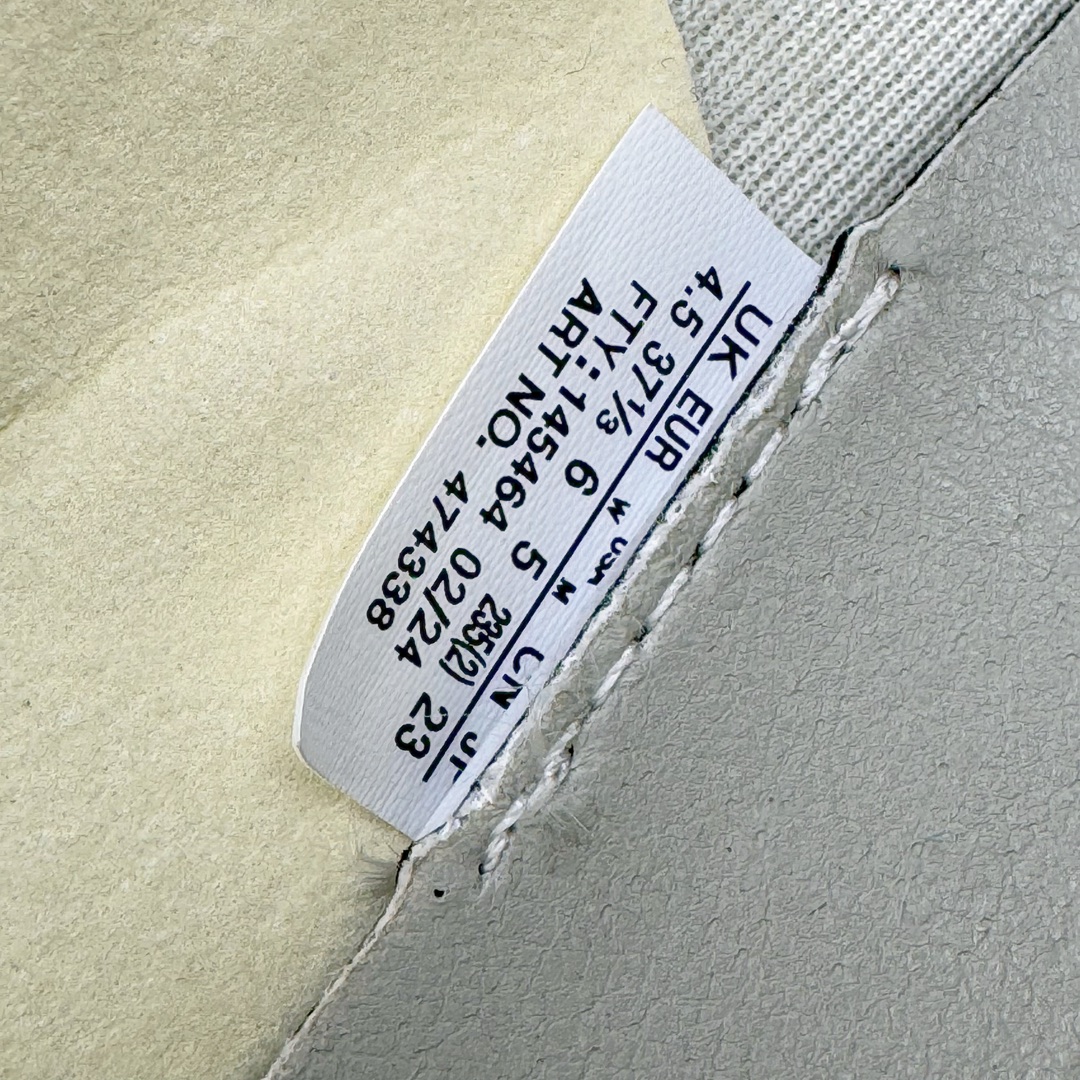 UK EUR W USA M CN JP
4.5 37⅓ 6 5 235(2) 23
FTY: 145464 02/24
ART NO. 474338